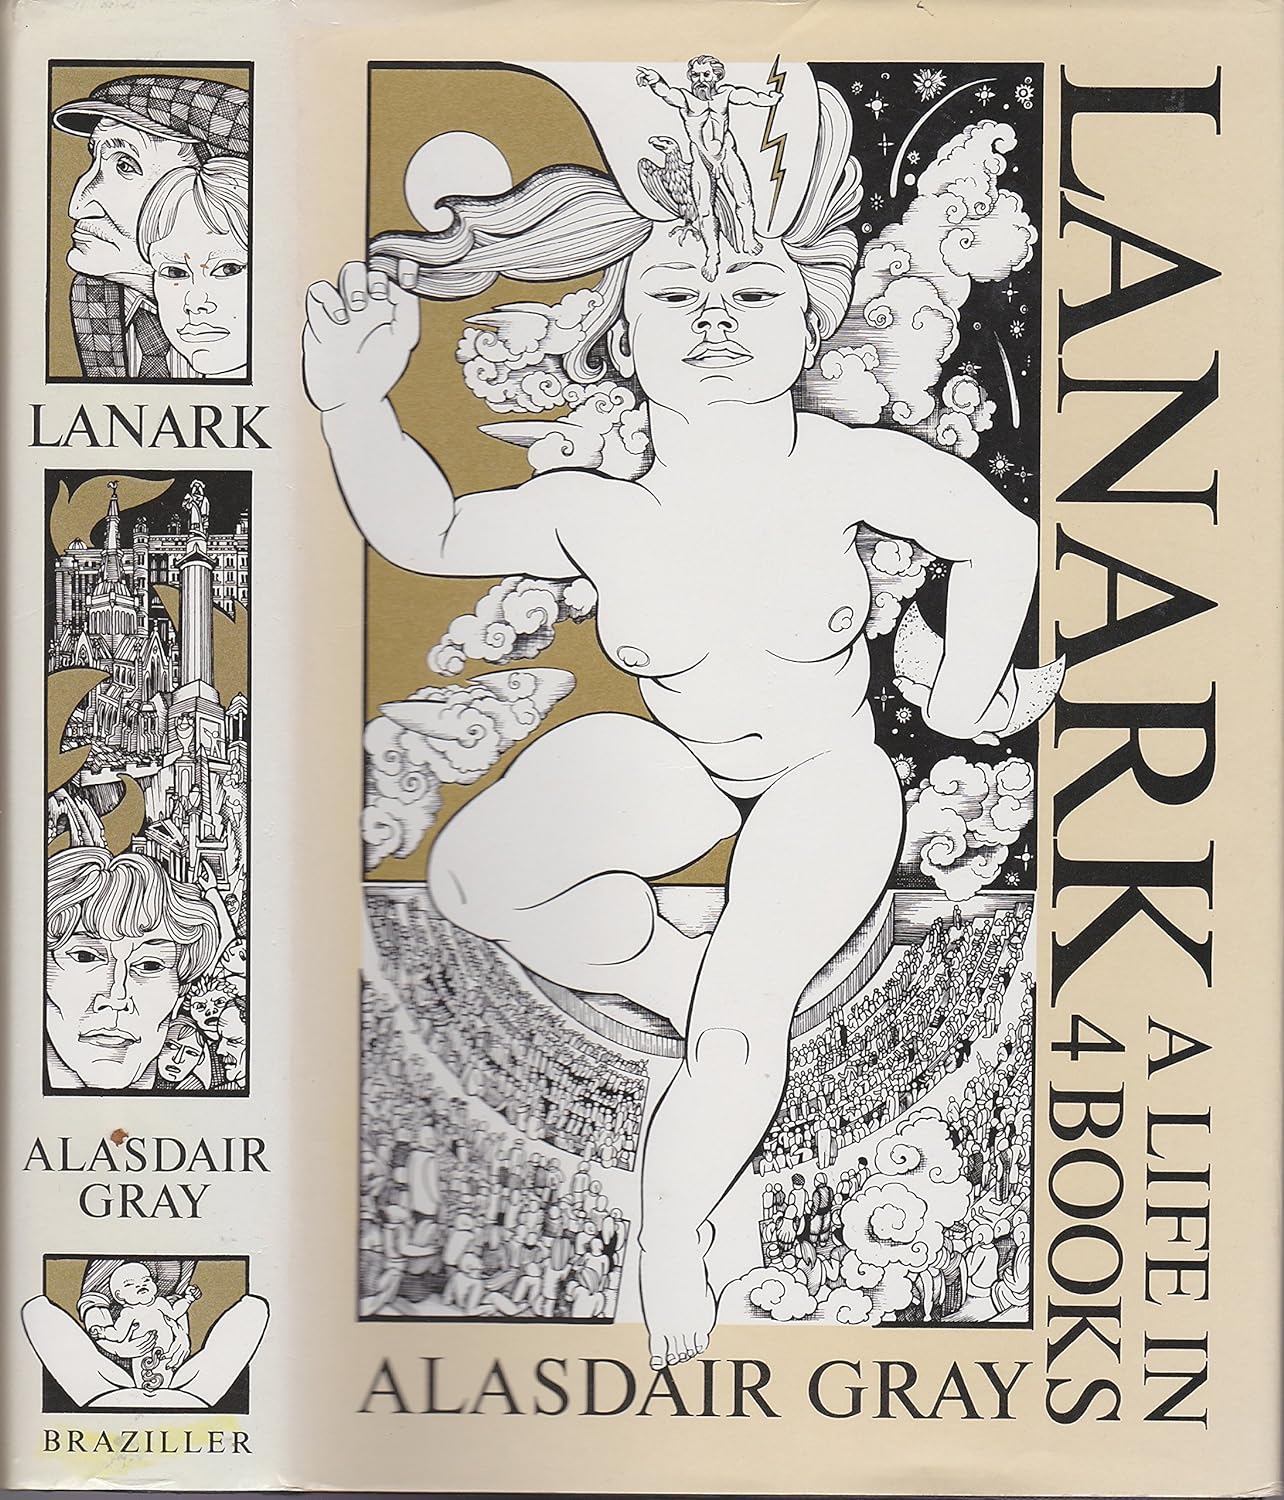 LANARK
ALASDAIR
GRAY
BRAZILLER
LANARK A LIFE IN
4 BOOKS
ALASDAIR GRAY